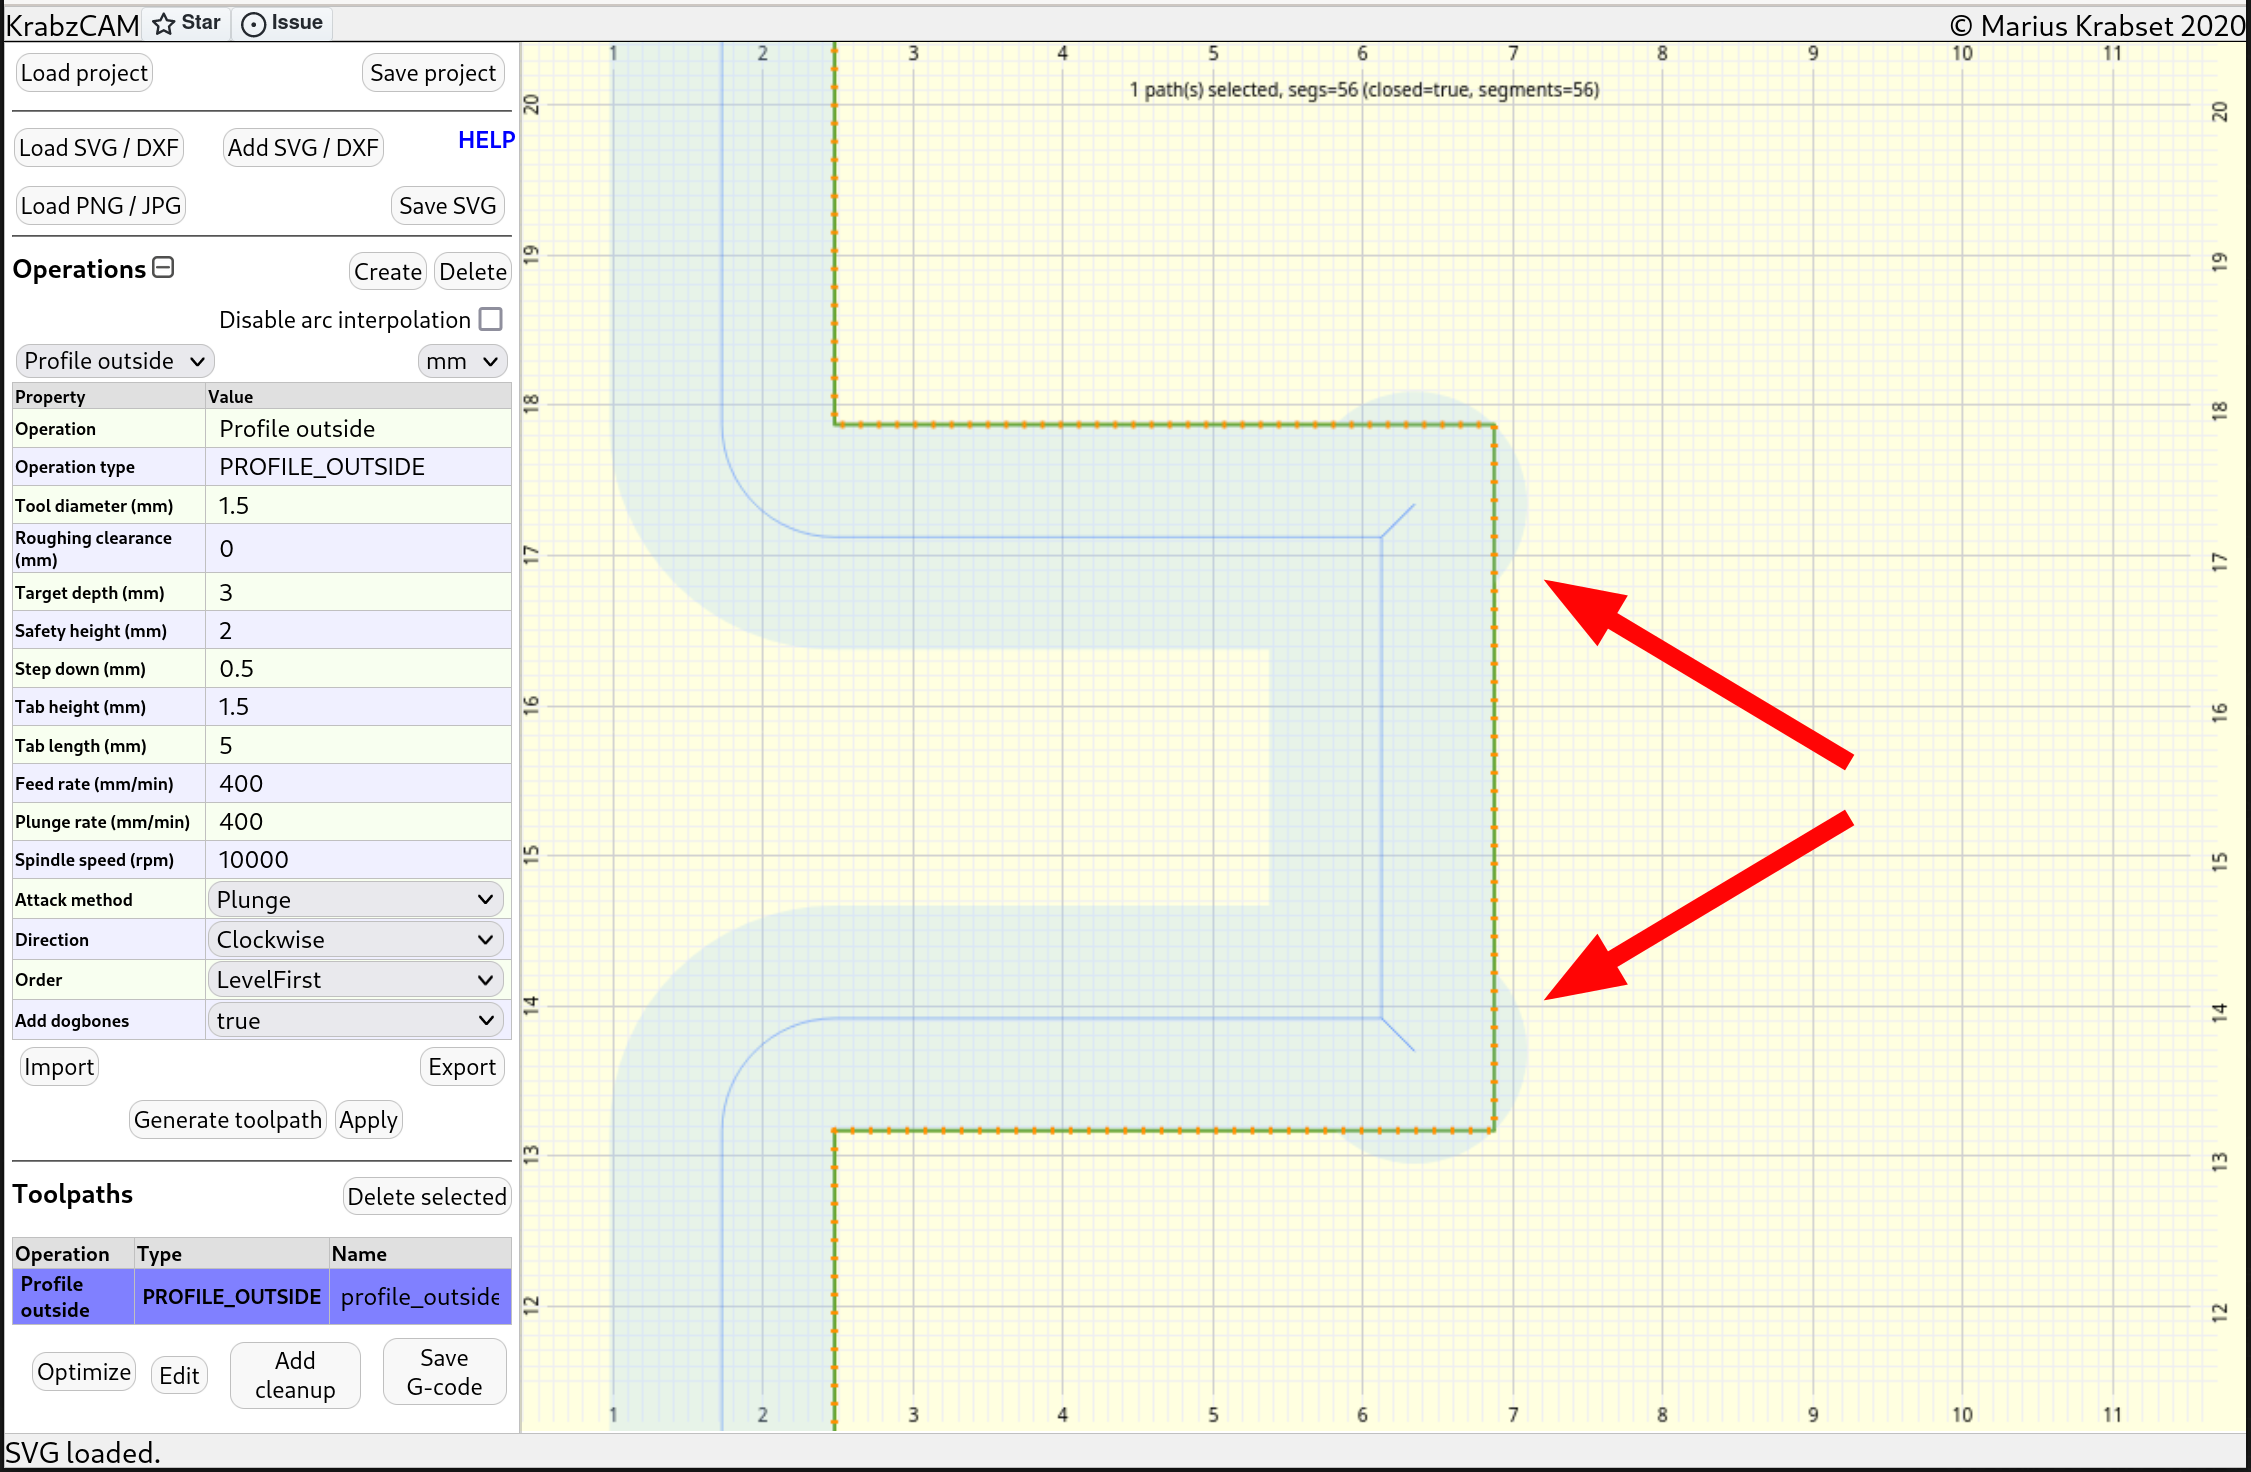 KrabzCAM Star Issue © Marius Krabset 2020
Load project Save project
Load SVG / DXF Add SVG / DXF HELP
Load PNG / JPG Save SVG
Operations Create Delete
Disable arc interpolation
Profile outside mm
Property Value
Operation Profile outside
Operation type PROFILE_OUTSIDE
Tool diameter (mm) 1.5
Roughing clearance
(mm) 0
Target depth (mm) 3
Safety height (mm) 2
Step down (mm) 0.5
Tab height (mm) 1.5
Tab length (mm) 5
Feed rate (mm/min) 400
Plunge rate (mm/min) 400
Spindle speed (rpm) 10000
Attack method Plunge
Direction Clockwise
Order LevelFirst
Add dogbones true
Import Export
Generate toolpath Apply
Toolpaths Delete selected
Operation Type Name
Profile
outside PROFILE_OUTSIDE profile_outside
Optimize Edit Add
cleanup Save
G-code
SVG loaded.
1 2 3 4 5 6 7 8 9 10 11
1 path(s) selected, segs=56 (closed=true, segments=56)
20 20
19 19
18 18
17 17
16 16
15 15
14 14
13 13
12 12
1 2 3 4 5 6 7 8 9 10 11